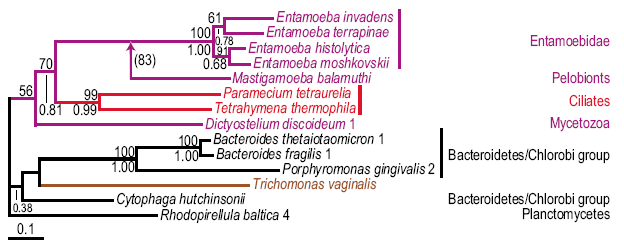 61 Entamoeba invadens
100 0.78 Entamoeba terrapinae
Entamoebidae
1.00 91 Entamoeba histolytica
70 (83) 0.68 Entamoeba moshkovskii
Mastigamoeba balamuthi Pelobionts
56 99 Paramecium tetraurelia
Ciliates
0.81 0.99 Tetrahymena thermophila
Dictyostelium discoideum 1 Mycetozoa
100 Bacteroides thetaiotaomicron 1
100 1.00 Bacteroides fragilis 1 Bacteroidetes/Chlorobi group
1.00 Porphyromonas gingivalis 2
Trichomonas vaginalis
Cytophaga hutchinsonii Bacteroidetes/Chlorobi group
0.38 Rhodopirellula baltica 4 Planctomycetes
0.1